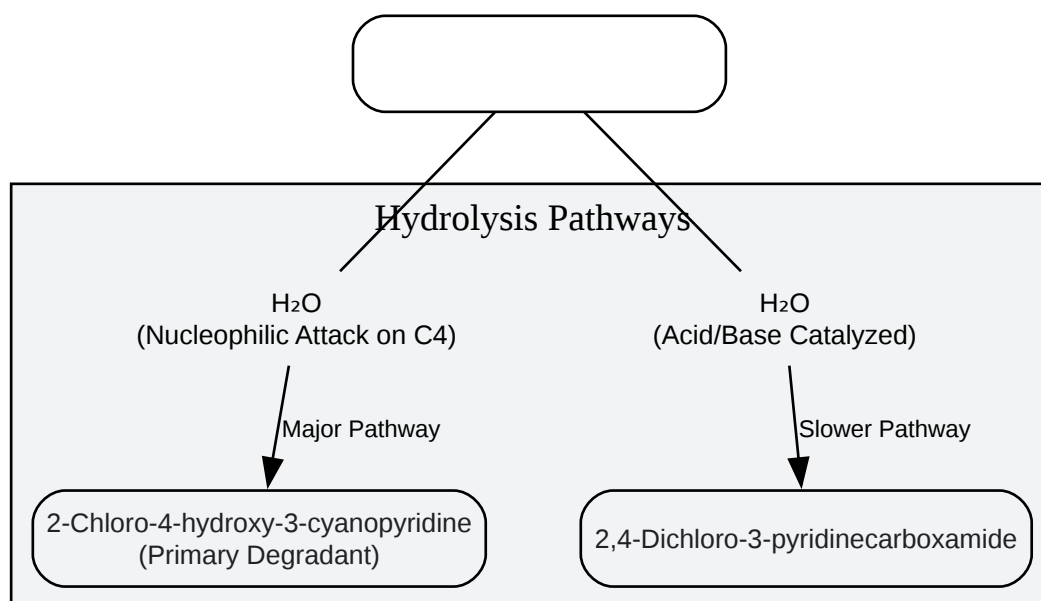 Hydrolysis Pathways
H₂O
(Nucleophilic Attack on C4)
H₂O
(Acid/Base Catalyzed)
Major Pathway
Slower Pathway
2-Chloro-4-hydroxy-3-cyanopyridine
(Primary Degradant)
2,4-Dichloro-3-pyridinecarboxamide